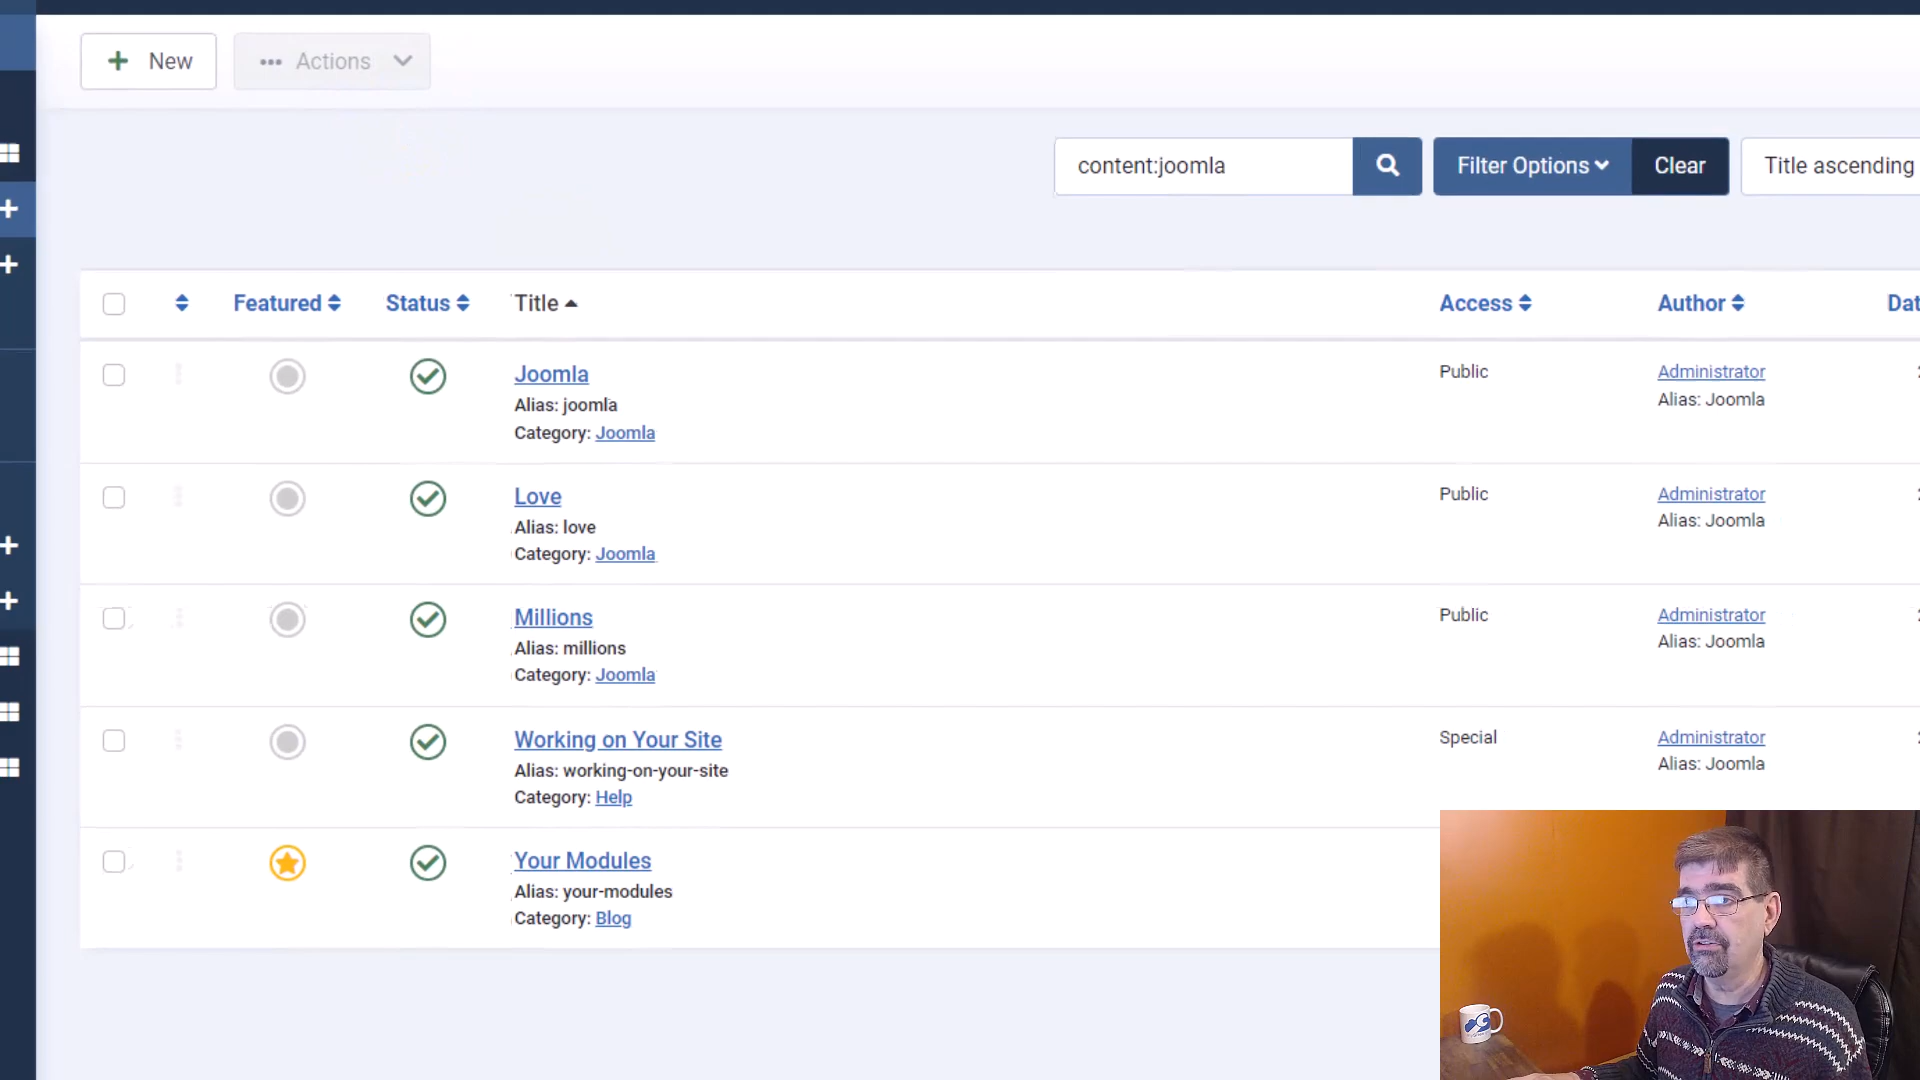 New
Actions
content:joomla
Filter Options
Clear
Title ascending
Featured
Status
Title
Access
Author
Joomla
Alias: joomla
Category: Joomla
Public
Administrator
Alias: Joomla
Love
Alias: love
Category: Joomla
Public
Administrator
Alias: Joomla
Millions
Alias: millions
Category: Joomla
Public
Administrator
Alias: Joomla
Working on Your Site
Alias: working-on-your-site
Category: Help
Special
Administrator
Alias: Joomla
Your Modules
Alias: your-modules
Category: Blog